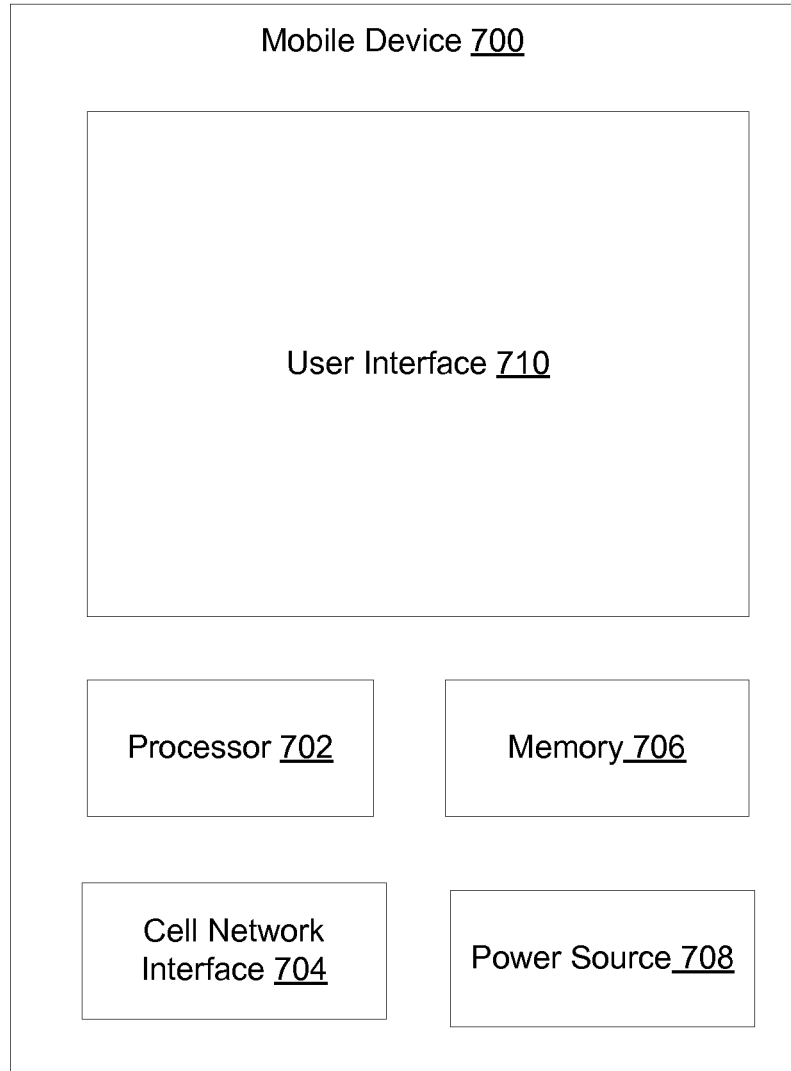 Mobile Device 700
User Interface 710
Processor 702
Memory 706
Cell Network
Interface 704
Power Source 708